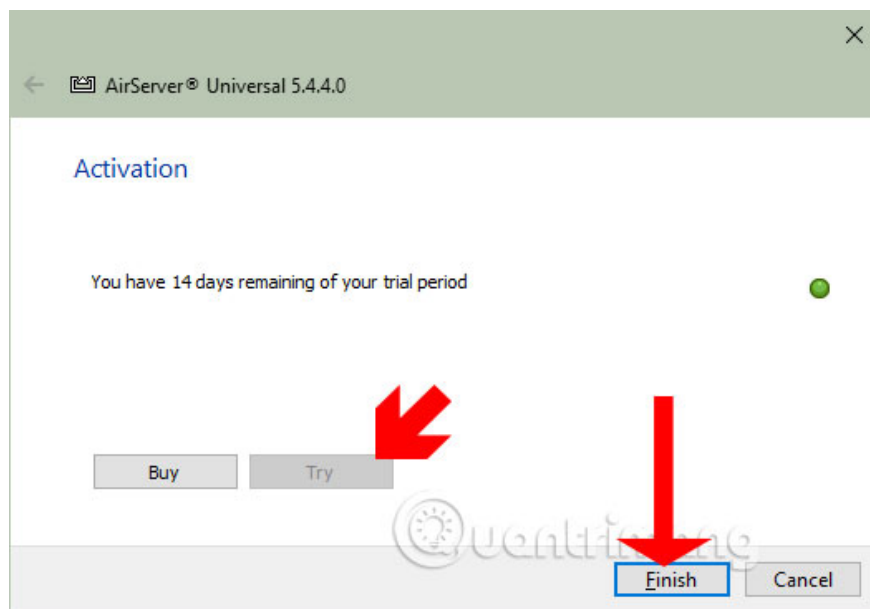 AirServer® Universal 5.4.4.0
Activation
You have 14 days remaining of your trial period
Buy Try
Quantrimang
Finish Cancel